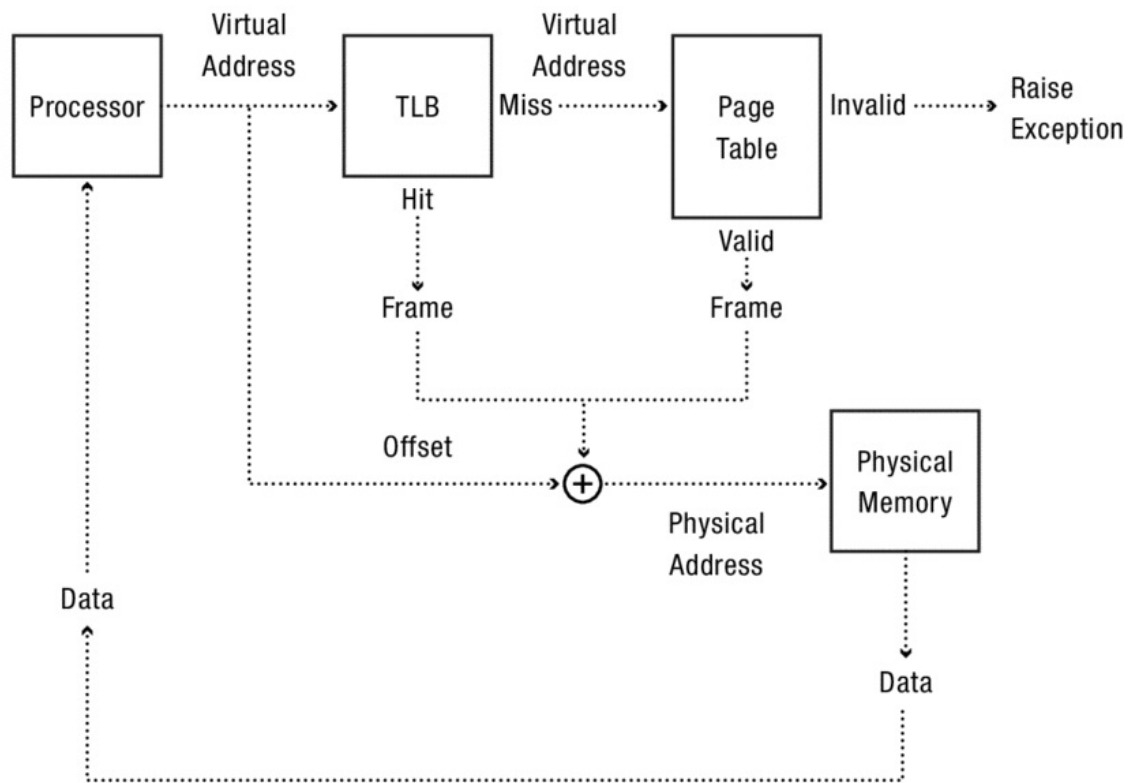 Virtual
Address
Virtual
Address
Processor
TLB
Miss
Page
Table
Invalid
Raise
Exception
Hit
Valid
Frame
Frame
Offset
Physical
Memory
Physical
Address
Data
Data